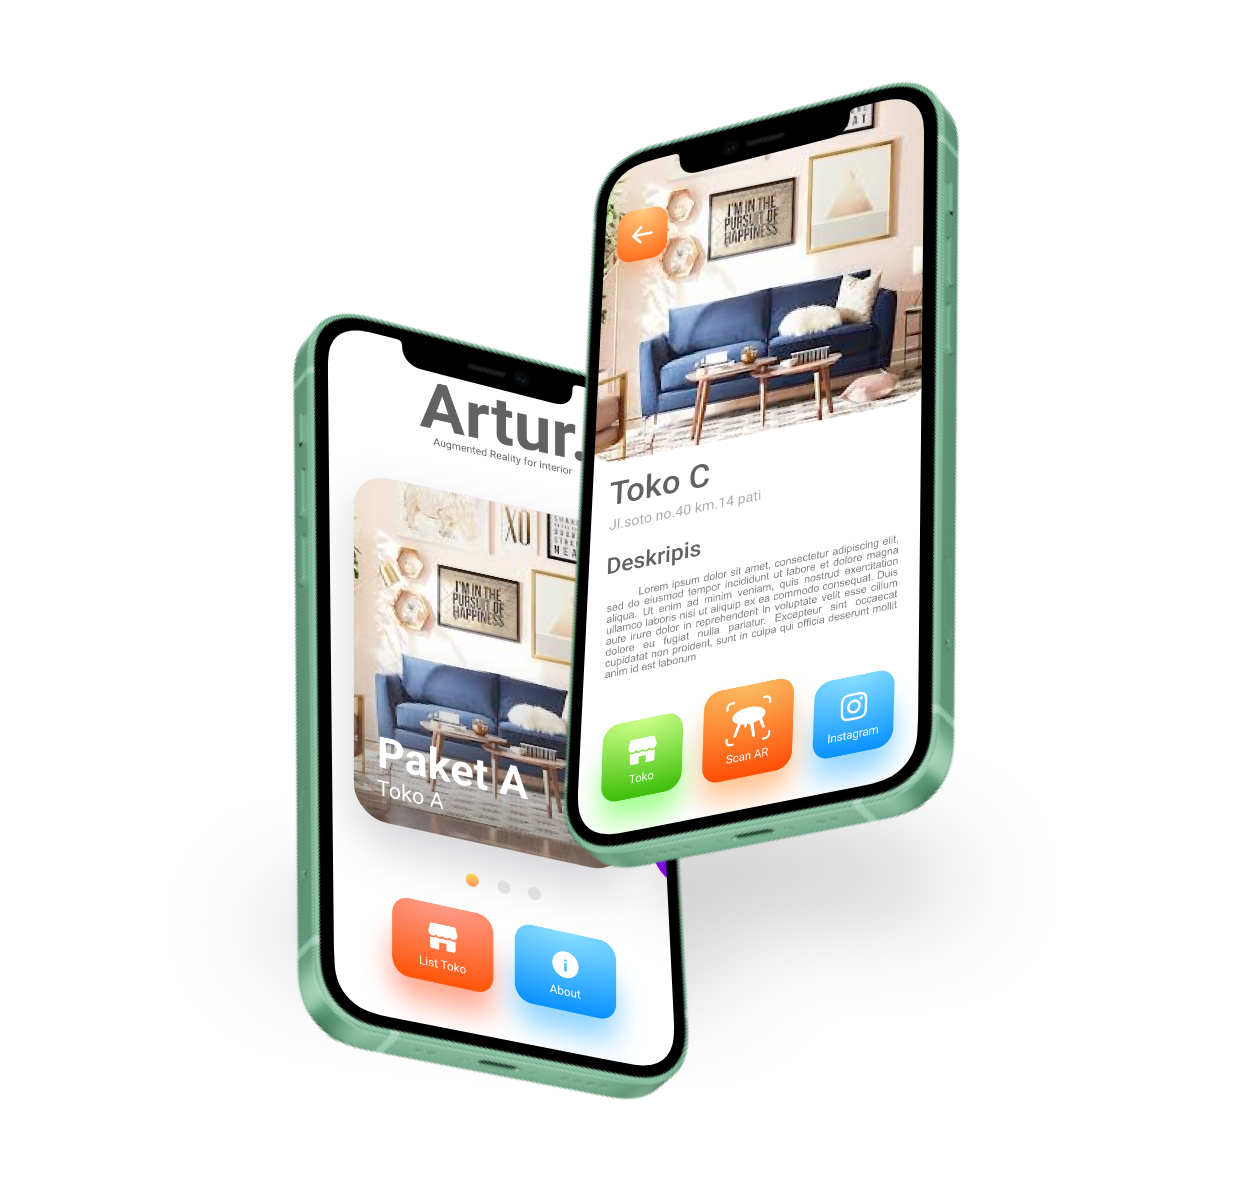 Artur.
Augmented Reality for interior
XO
I'M IN THE
PURSUIT OF
HAPPINESS
Paket A
Toko A
List Toko
About
AT
I'M IN THE
PURSUIT OF
HAPPINESS
Toko C
Jl.soto no.40 km.14 pati
Deskripis
Lorem ipsum dolor sit amet, consectetur adipiscing elit,
sed do eiusmod tempor incididunt ut labore et dolore magna
aliqua. Ut enim ad minim veniam, quis nostrud exercitation
ullamco laboris nisi ut aliquip ex ea commodo consequat. Duis
aute irure dolor in reprehenderit in voluptate velit esse cillum
dolore eu fugiat nulla pariatur. Excepteur sint occaecat
cupidatat non proident, sunt in culpa qui officia deserunt mollit
anim id est laborum
Toko
Scan AR
Instagram